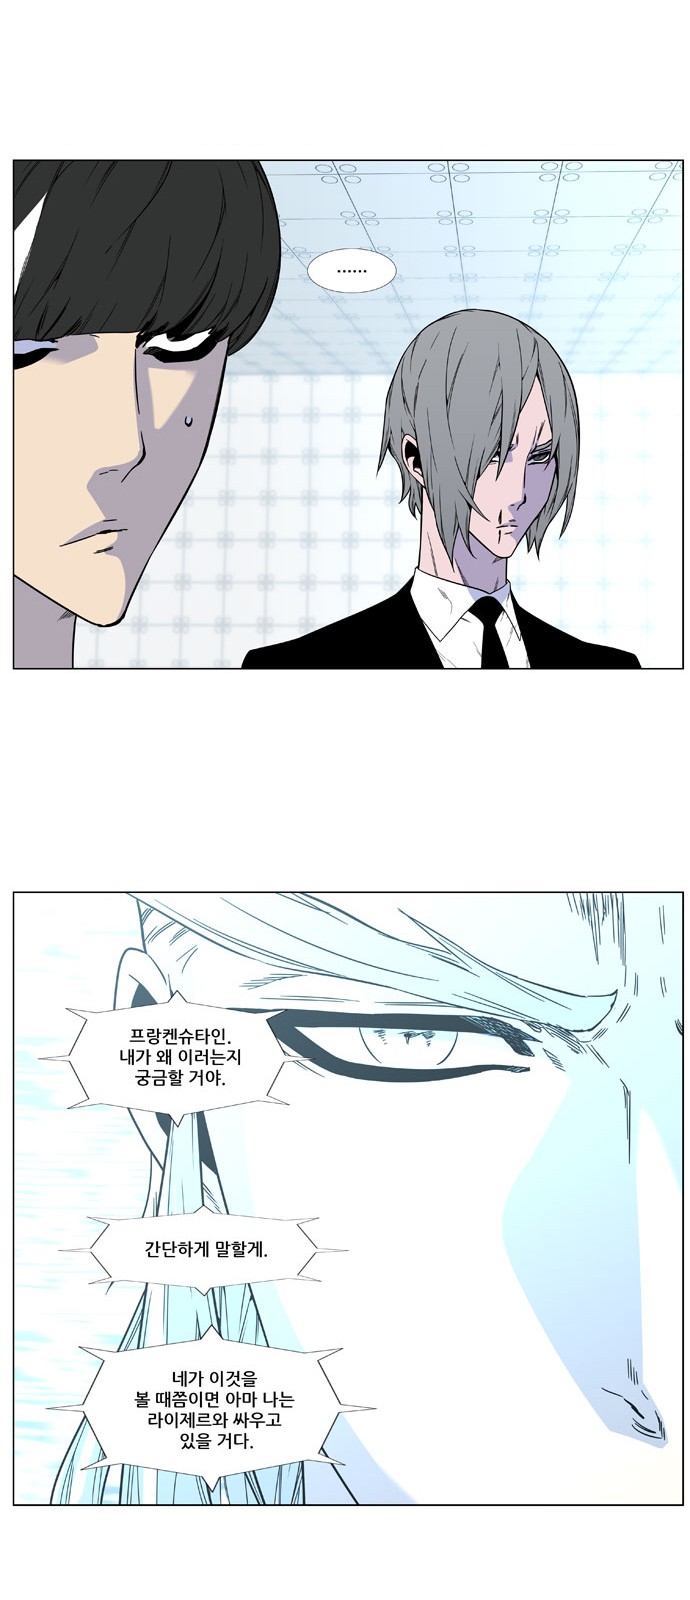 ······
프랑켄슈타인.
내가 왜 이러는지
궁금할 거야.
간단하게 말할게.
네가 이것을
볼 때쯤이면 아마 나는
라이제르와 싸우고
있을 거다.